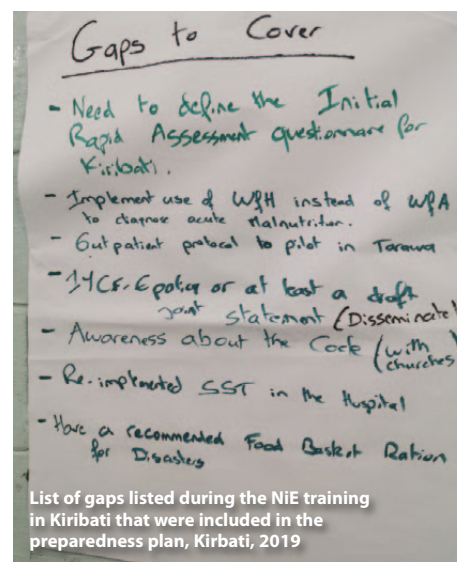 Gaps to Cover
- Need to define the Initial
Rapid Assessment questionnare for
Kiribati.
- Implement use of WfH instead of WfA
to diagnose acute Malnutrition.
- Outpatient protocol to pilot in Tarawa
- IYCF-E policy or at least a draft
joint statement (Disseminate)
- Awareness about the Code (with
churches)
- Re-implemented SST in the Hospital
- Have a recommended Food Basket Ration
for Disasters
List of gaps listed during the NiE training
in Kiribati that were included in the
preparedness plan, Kirbati, 2019